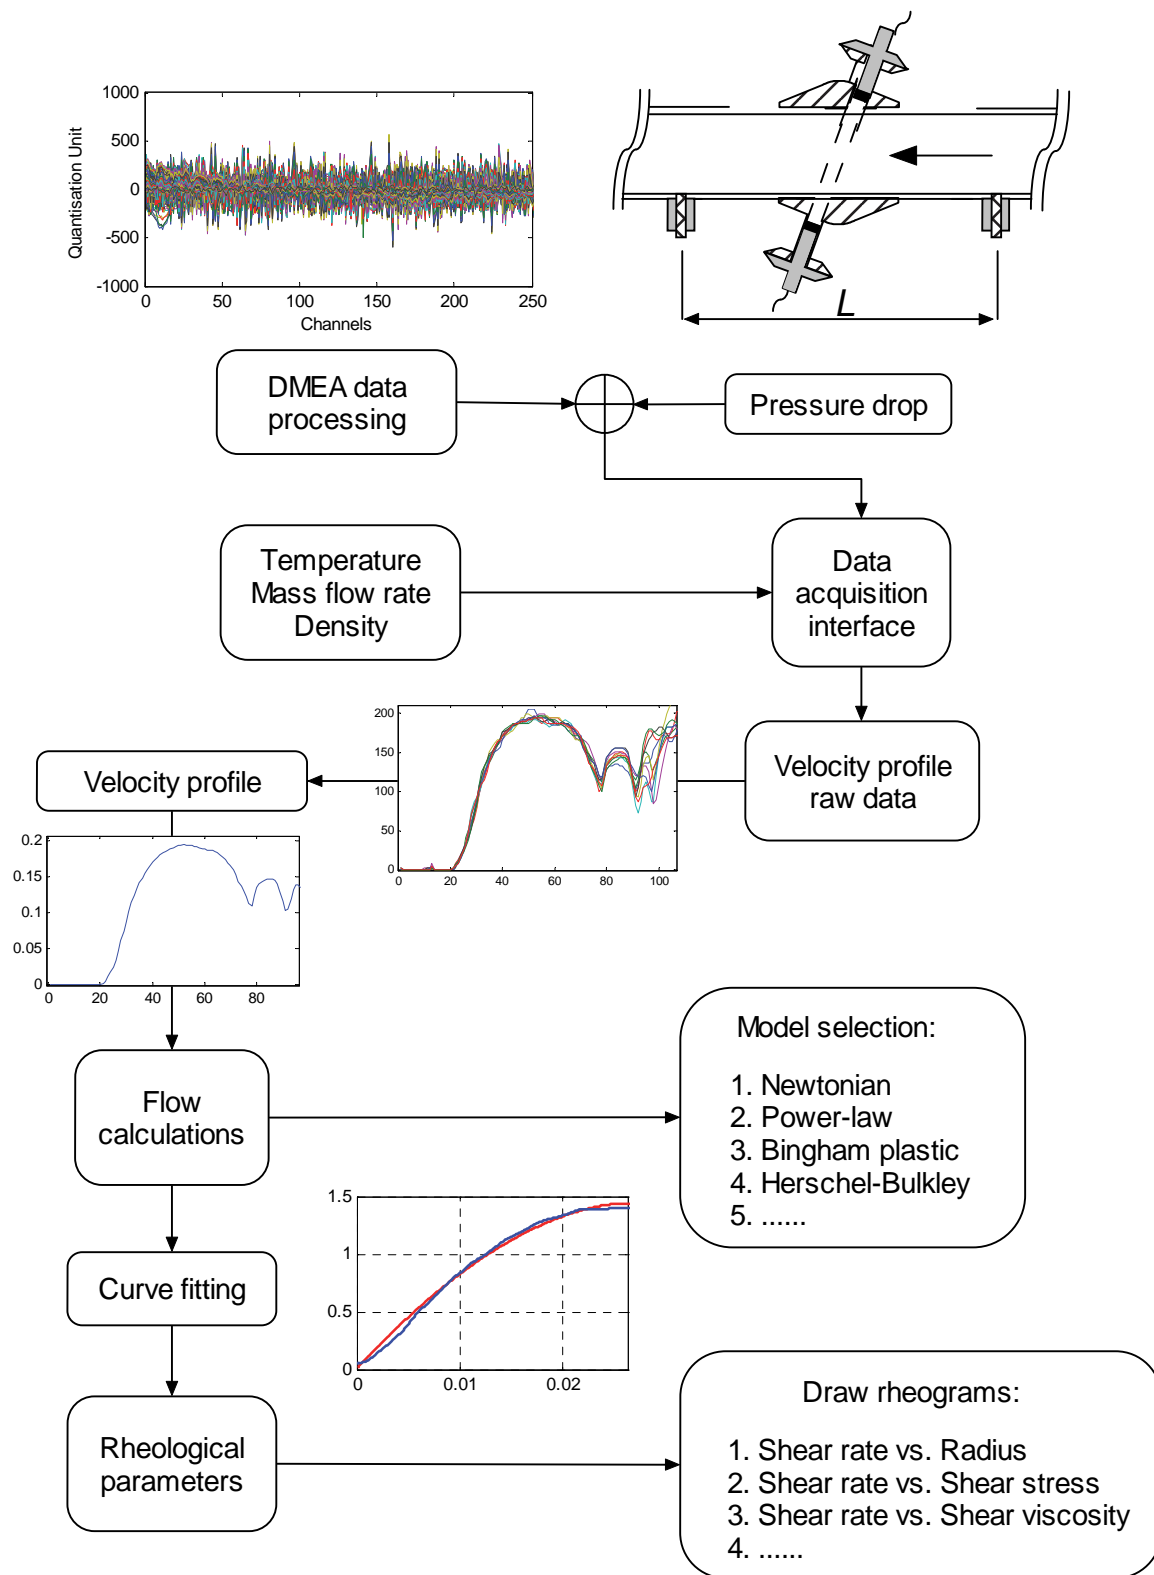 1000
500
0
-500
-1000
Quantisation Unit
0 50 100 150 200 250
Channels
L
DMEA data
processing
Pressure drop
Temperature
Mass flow rate
Density
Data
acquisition
interface
200
150
100
50
0
0 20 40 60 80 100
Velocity profile
raw data
Velocity profile
0.2
0.15
0.1
0.05
0
0 20 40 60 80
Flow
calculations
Model selection:
1. Newtonian
2. Power-law
3. Bingham plastic
4. Herschel-Bulkley
5. ......
1.5
1
0.5
0
0 0.01 0.02
Curve fitting
Rheological
parameters
Draw rheograms:
1. Shear rate vs. Radius
2. Shear rate vs. Shear stress
3. Shear rate vs. Shear viscosity
4. ......